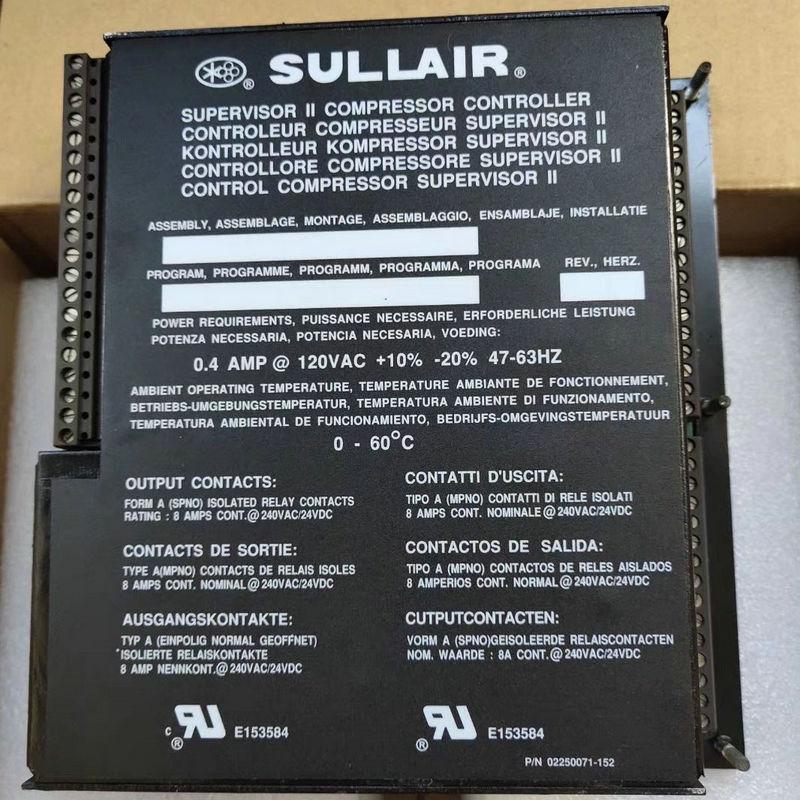 ® SULLAIR®
SUPERVISOR II COMPRESSOR CONTROLLER
CONTROLEUR COMPRESSEUR SUPERVISOR II
KONTROLLEUR KOMPRESSOR SUPERVISOR II
CONTROLLORE COMPRESSORE SUPERVISOR II
CONTROL COMPRESSOR SUPERVISOR II
ASSEMBLY, ASSEMBLAGE, MONTAGE, ASSEMBLAGGIO, ENSAMBLAJE, INSTALLATIE
PROGRAM, PROGRAMME, PROGRAMM, PROGRAMMA, PROGRAMA REV., HERZ.
POWER REQUIREMENTS, PUISSANCE NECESSAIRE, ERFORDERLICHE LEISTUNG
POTENZA NECESSARIA, POTENCIA NECESARIA, VOEDING:
0.4 AMP @ 120VAC +10% -20% 47-63HZ
AMBIENT OPERATING TEMPERATURE, TEMPERATURE AMBIANTE DE FONCTIONNEMENT,
BETRIEBS-UMGEBUNGSTEMPERATUR, TEMPERATURA AMBIENTE DI FUNZIONAMENTO,
TEMPERATURA AMBIENTAL DE FUNCIONAMIENTO, BEDRIJFS-OMGEVINGSTEMPERATUUR
0 - 60°C
OUTPUT CONTACTS:
FORM A (SPNO) ISOLATED RELAY CONTACTS
RATING : 8 AMPS CONT.@ 240VAC/24VDC
CONTACTS DE SORTIE:
TYPE A(MPNO) CONTACTS DE RELAIS ISOLES
8 AMPS CONT. NOMINAL@ 240VAC/24VDC
AUSGANGSKONTAKTE:
TYP A (EINPOLIG NORMAL GEOFFNET)
ISOLIERTE RELAISKONTAKTE
8 AMP NENNKONT.@ 240VAC/24VDC
CONTATTI D'USCITA:
TIPO A (MPNO) CONTATTI DI RELE ISOLATI
8 AMPS CONT. NOMINALE@ 240VAC/24VDC
CONTACTOS DE SALIDA:
TIPO A (MPNO) CONTACTOS DE RELES AISLADOS
8 AMPERIOS CONT. NORMAL@ 240VAC/24VDC
CUTPUTCONTACTEN:
VORM A (SPNO)GEISOLEERDE RELAISCONTACTEN
NOM. WAARDE : 8A CONT.@ 240VAC/24VDC
c RU® E153584
RU® E153584
P/N 02250071-152